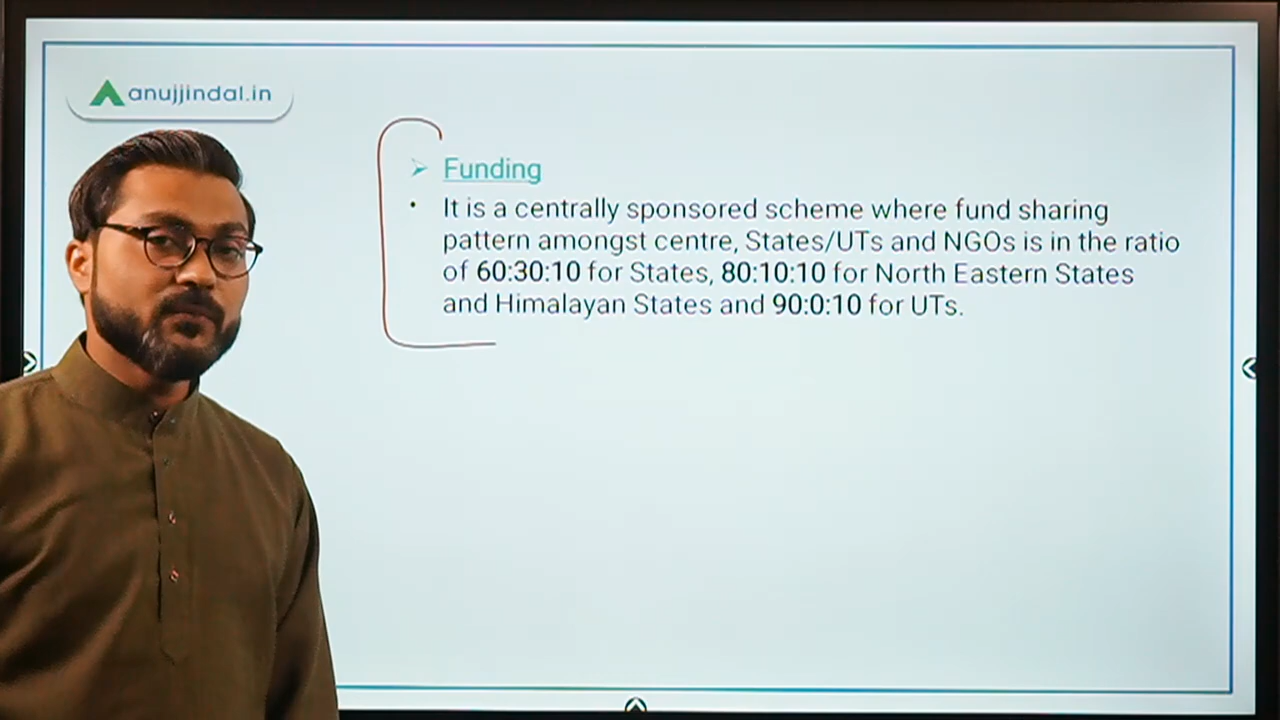 anujjindal.in
Funding
It is a centrally sponsored scheme where fund sharing
pattern amongst centre, States/UTs and NGOs is in the ratio
of 60:30:10 for States, 80:10:10 for North Eastern States
and Himalayan States and 90:0:10 for UTs.